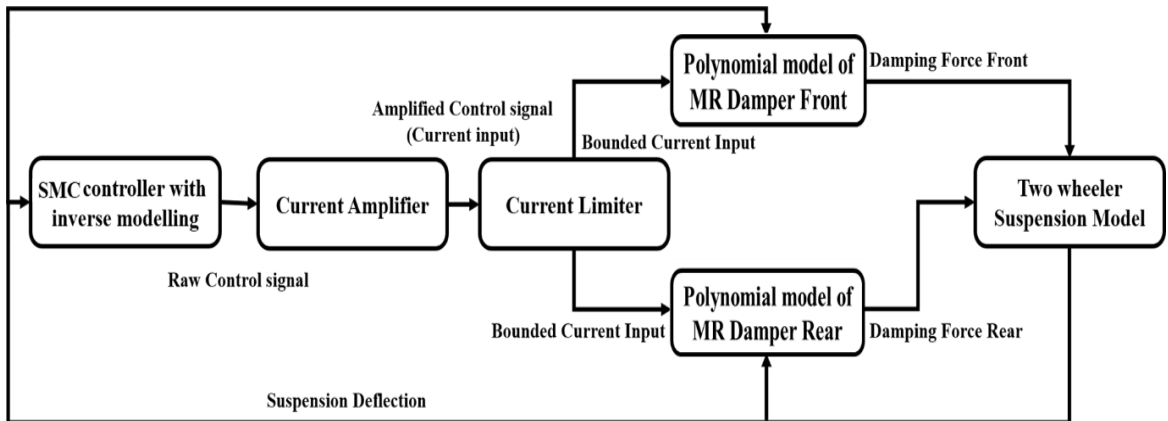 Polynomial model of
MR Damper Front
Damping Force Front
Amplified Control signal
(Current input)
Bounded Current Input
SMC controller with
inverse modelling
Current Amplifier
Current Limiter
Two wheeler
Suspension Model
Raw Control signal
Polynomial model of
MR Damper Rear
Bounded Current Input
Damping Force Rear
Suspension Deflection